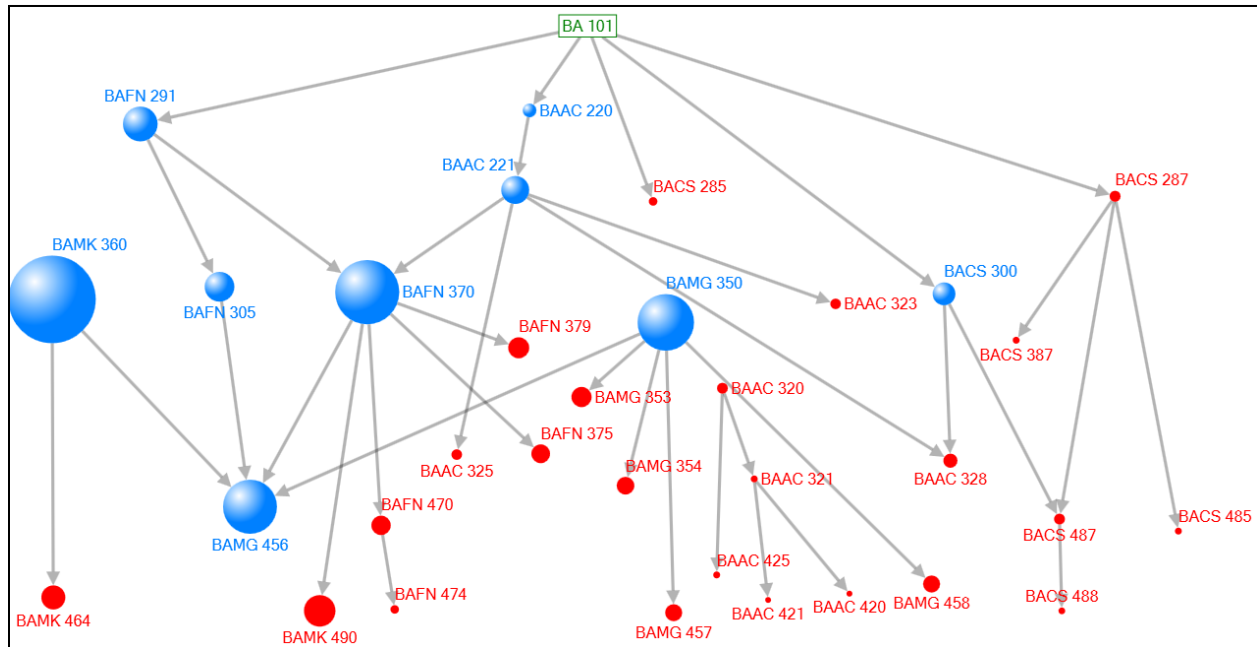 BA 101
BAFN 291
BAAC 220
BAAC 221
BACS 285
BACS 287
BAMK 360
BACS 300
BAMG 350
BAFN 370
BAFN 305
BAAC 323
BAFN 379
BACS 387
BAAC 320
BAMG 353
BAFN 375
BAMG 354
BAAC 325
BAAC 321
BAAC 328
BAFN 470
BACS 485
BACS 487
BAMG 456
BAAC 425
BAFN 474
BACS 488
BAAC 420
BAMG 458
BAAC 421
BAMK 464
BAMK 490
BAMG 457